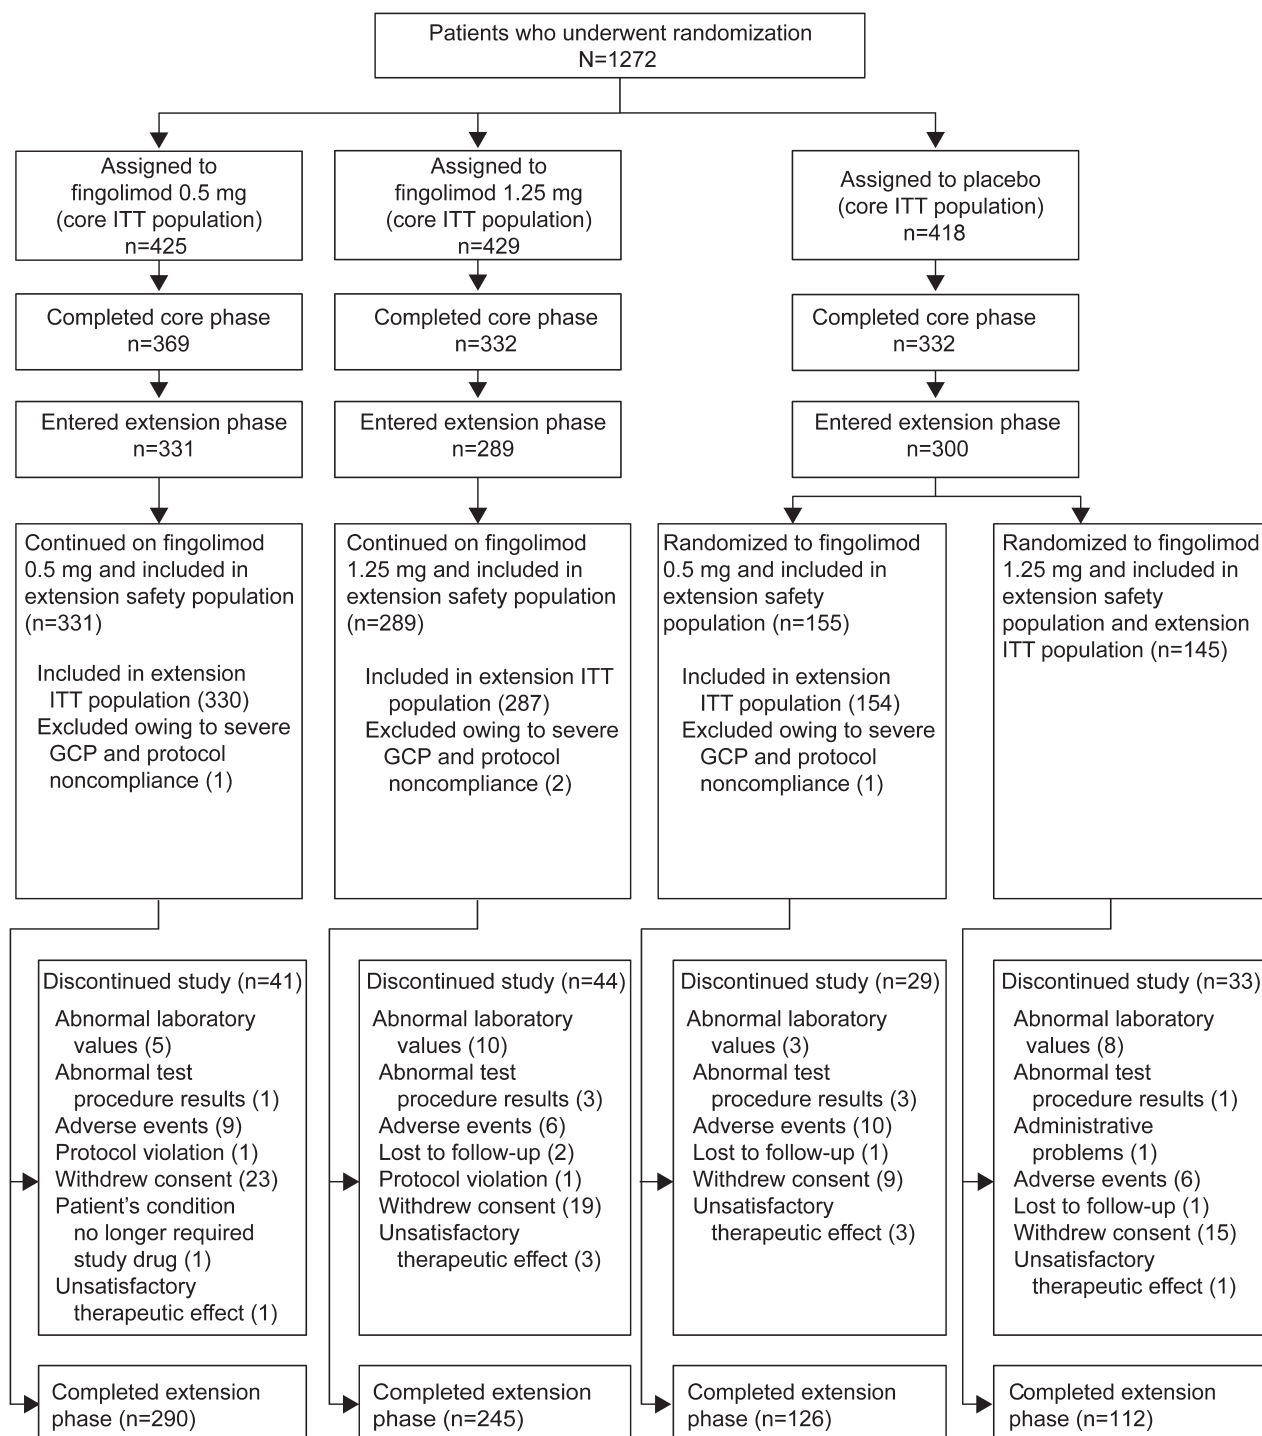 Patients who underwent randomization
N=1272
Assigned to
fingolimod 0.5 mg
(core ITT population)
n=425
Assigned to
fingolimod 1.25 mg
(core ITT population)
n=429
Assigned to placebo
(core ITT population)
n=418
Completed core phase
n=369
Completed core phase
n=332
Completed core phase
n=332
Entered extension phase
n=331
Entered extension phase
n=289
Entered extension phase
n=300
Continued on fingolimod
0.5 mg and included in
extension safety population
(n=331)
Included in extension
ITT population (330)
Excluded owing to severe
GCP and protocol
noncompliance (1)
Continued on fingolimod
1.25 mg and included in
extension safety population
(n=289)
Included in extension ITT
population (287)
Excluded owing to severe
GCP and protocol
noncompliance (2)
Randomized to fingolimod
0.5 mg and included in
extension safety
population (n=155)
Included in extension
ITT population (154)
Excluded owing to severe
GCP and protocol
noncompliance (1)
Randomized to fingolimod
1.25 mg and included in
extension safety
population and extension
ITT population (n=145)
Discontinued study (n=41)
Abnormal laboratory
values (5)
Abnormal test
procedure results (1)
Adverse events (9)
Protocol violation (1)
Withdrew consent (23)
Patient's condition
no longer required
study drug (1)
Unsatisfactory
therapeutic effect (1)
Discontinued study (n=44)
Abnormal laboratory
values (10)
Abnormal test
procedure results (3)
Adverse events (6)
Lost to follow-up (2)
Protocol violation (1)
Withdrew consent (19)
Unsatisfactory
therapeutic effect (3)
Discontinued study (n=29)
Abnormal laboratory
values (3)
Abnormal test
procedure results (3)
Adverse events (10)
Lost to follow-up (1)
Withdrew consent (9)
Unsatisfactory
therapeutic effect (3)
Discontinued study (n=33)
Abnormal laboratory
values (8)
Abnormal test
procedure results (1)
Administrative
problems (1)
Adverse events (6)
Lost to follow-up (1)
Withdrew consent (15)
Unsatisfactory
therapeutic effect (1)
Completed extension
phase (n=290)
Completed extension
phase (n=245)
Completed extension
phase (n=126)
Completed extension
phase (n=112)